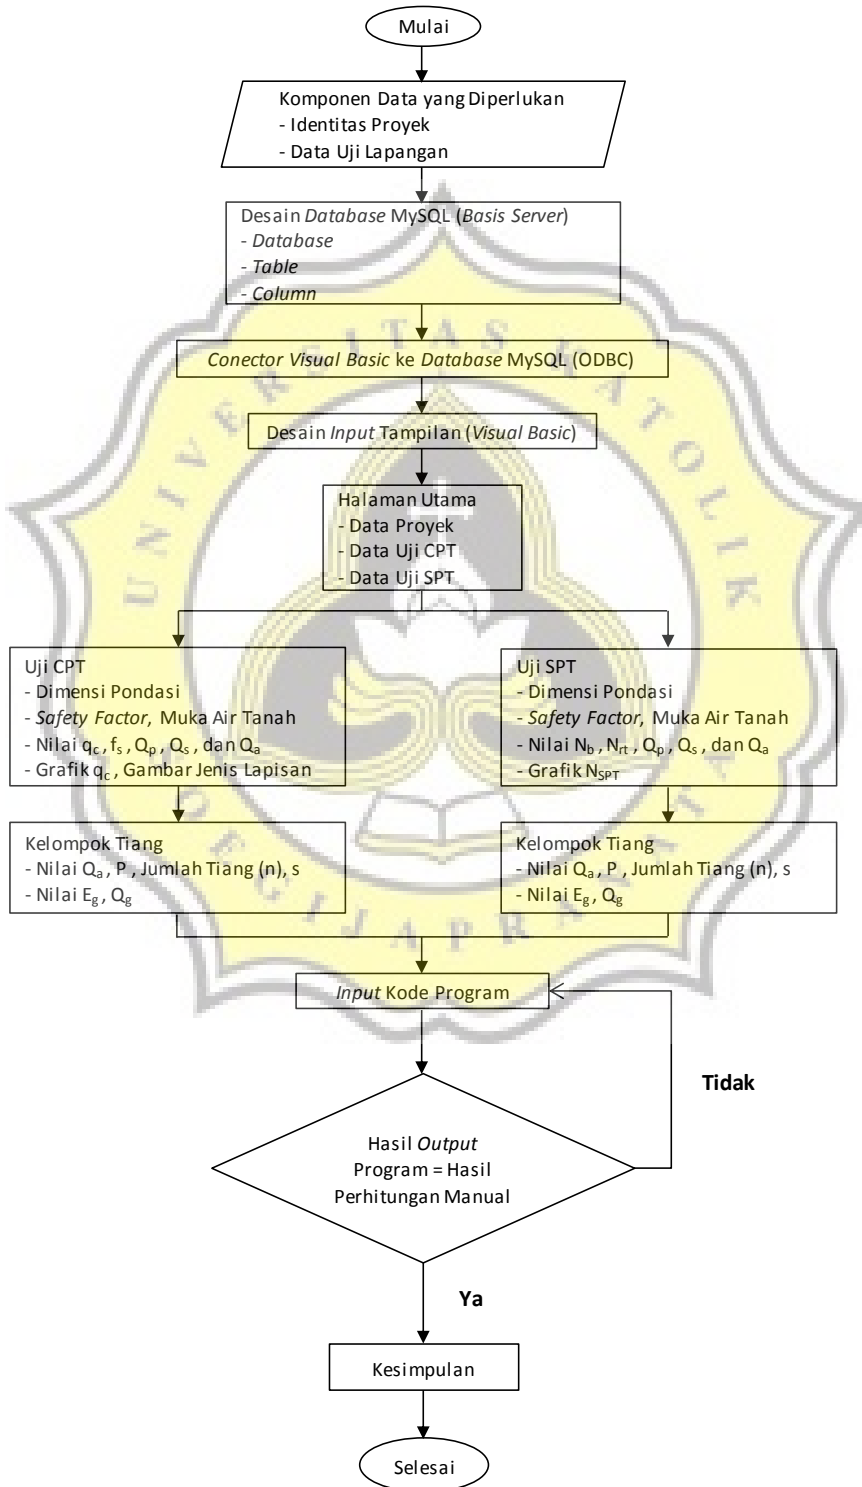 Mulai
Komponen Data yang Diperlukan
- Identitas Proyek
- Data Uji Lapangan
Desain Database MySQL (Basis Server)
- Database
- Table
- Column
Conector Visual Basic ke Database MySQL (ODBC)
Desain Input Tampilan (Visual Basic)
Halaman Utama
- Data Proyek
- Data Uji CPT
- Data Uji SPT
Uji CPT
- Dimensi Pondasi
- Safety Factor, Muka Air Tanah
- Nilai qc , fs , Qp , Qs , dan Qa
- Grafik qc , Gambar Jenis Lapisan
Uji SPT
- Dimensi Pondasi
- Safety Factor, Muka Air Tanah
- Nilai Nb , Nrt , Qp , Qs , dan Qa
- Grafik NSPT
Kelompok Tiang
- Nilai Qa , P , Jumlah Tiang (n), s
- Nilai Eg , Qg
Kelompok Tiang
- Nilai Qa , P , Jumlah Tiang (n), s
- Nilai Eg , Qg
Input Kode Program
Tidak
Hasil Output
Program = Hasil
Perhitungan Manual
Ya
Kesimpulan
Selesai
UNIVERSITAS KATOLIK
SOEGIJAPRANATA